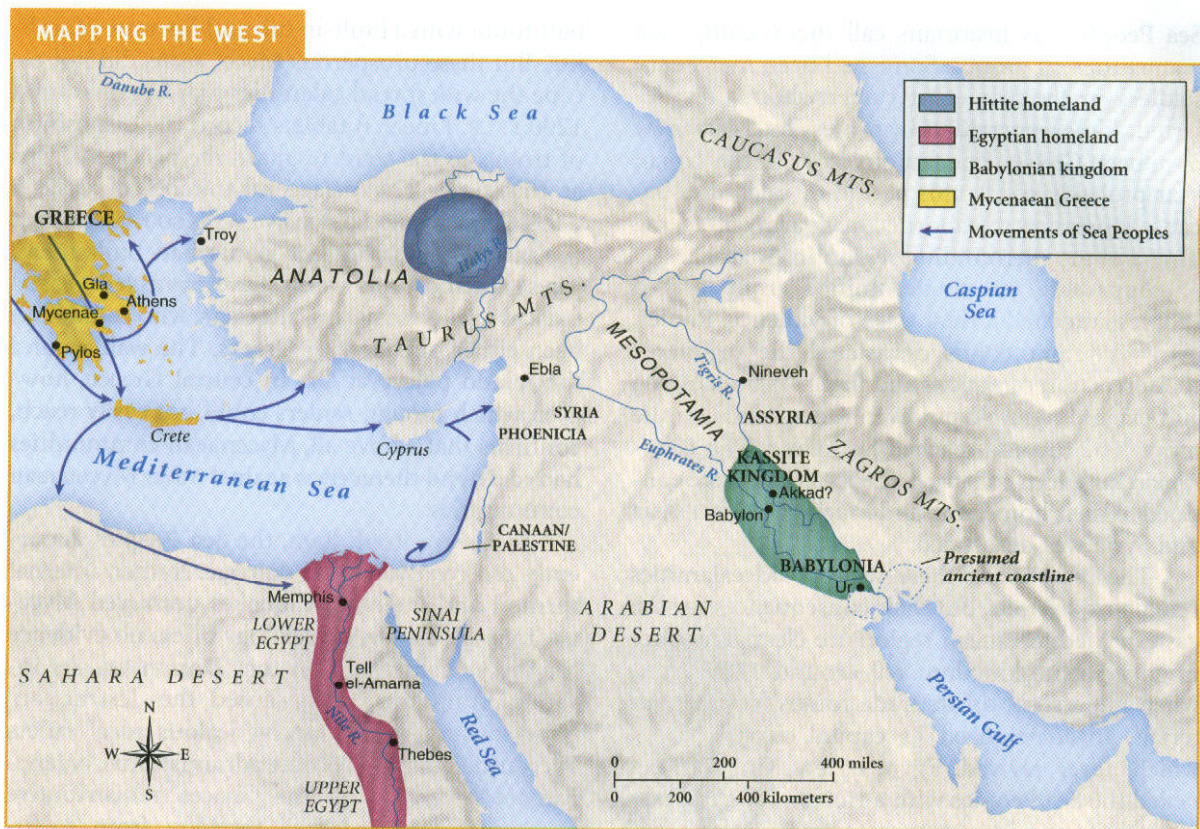 MAPPING THE WEST
Danube R.
Black Sea
CAUCASUS MTS.
Hittite homeland
Egyptian homeland
Babylonian kingdom
Mycenaean Greece
Movements of Sea Peoples
GREECE
Troy
ANATOLIA
Halys R.
Gla
Athens
Mycenae
Pylos
TAURUS MTS.
Caspian
Sea
MESOPOTAMIA
Tigris R.
Nineveh
Ebla
ASSYRIA
SYRIA
PHOENICIA
Crete
Cyprus
Euphrates R.
ZAGROS MTS.
KASSITE
KINGDOM
Akkad?
Babylon
Mediterranean Sea
CANAAN/
PALESTINE
BABYLONIA
Ur
Presumed
ancient coastline
Memphis
LOWER
EGYPT
SINAI
PENINSULA
ARABIAN
DESERT
SAHARA DESERT
Tell
el-Amarna
Nile R.
Thebes
Red Sea
Persian Gulf
UPPER
EGYPT
N
W E
S
0 200 400 miles
0 200 400 kilometers